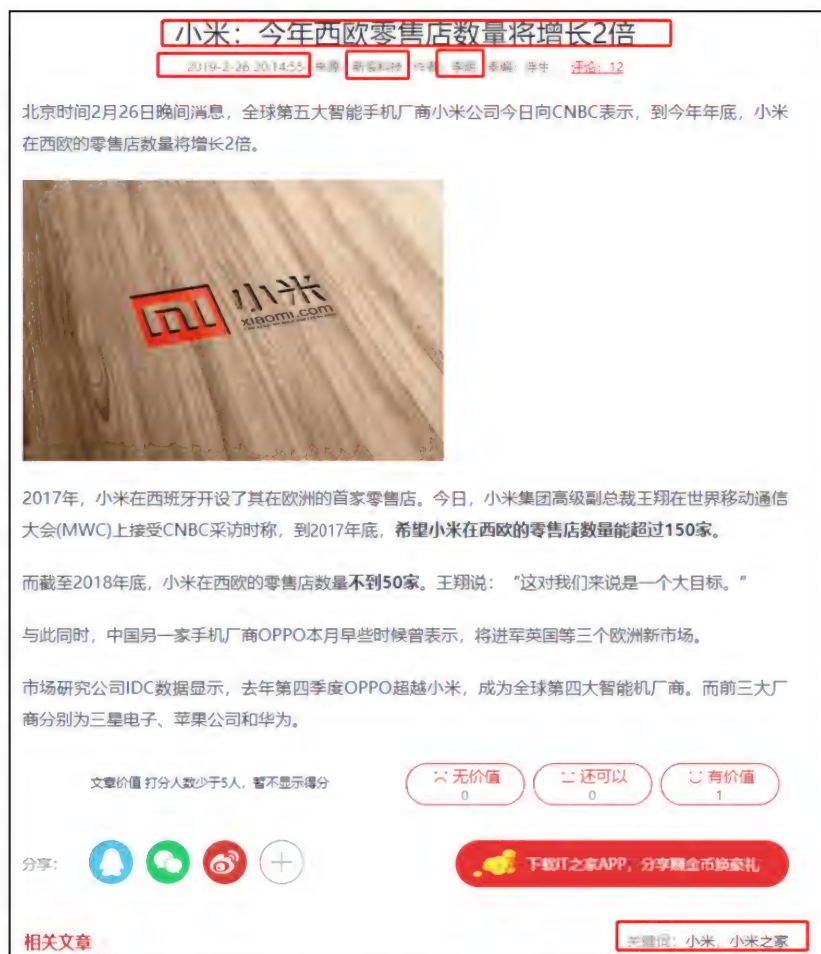 小米：今年西欧零售店数量将增长2倍
2019-2-26 20:14:55 来源：新浪科技 作者：李明 责编：孕生 评论：12
北京时间2月26日晚间消息，全球第五大智能手机厂商小米公司今日向CNBC表示，到今年年底，小米
在西欧的零售店数量将增长2倍。
小米
xiaomi.com
2017年，小米在西班牙开设了其在欧洲的首家零售店。今日，小米集团高级副总裁王翔在世界移动通信
大会(MWC)上接受CNBC采访时称，到2017年底，希望小米在西欧的零售店数量能超过150家。
而截至2018年底，小米在西欧的零售店数量不到50家。王翔说：“这对我们来说是一个大目标。”
与此同时，中国另一家手机厂商OPPO本月早些时候曾表示，将进军英国等三个欧洲新市场。
市场研究公司IDC数据显示，去年第四季度OPPO超越小米，成为全球第四大智能机厂商。而前三大厂
商分别为三星电子、苹果公司和华为。
文章价值 打分人数少于5人，暂不显示得分
无价值 还可以 有价值
0 0 1
分享：
下载IT之家APP，分享赚金币换豪礼
相关文章
关键词：小米，小米之家